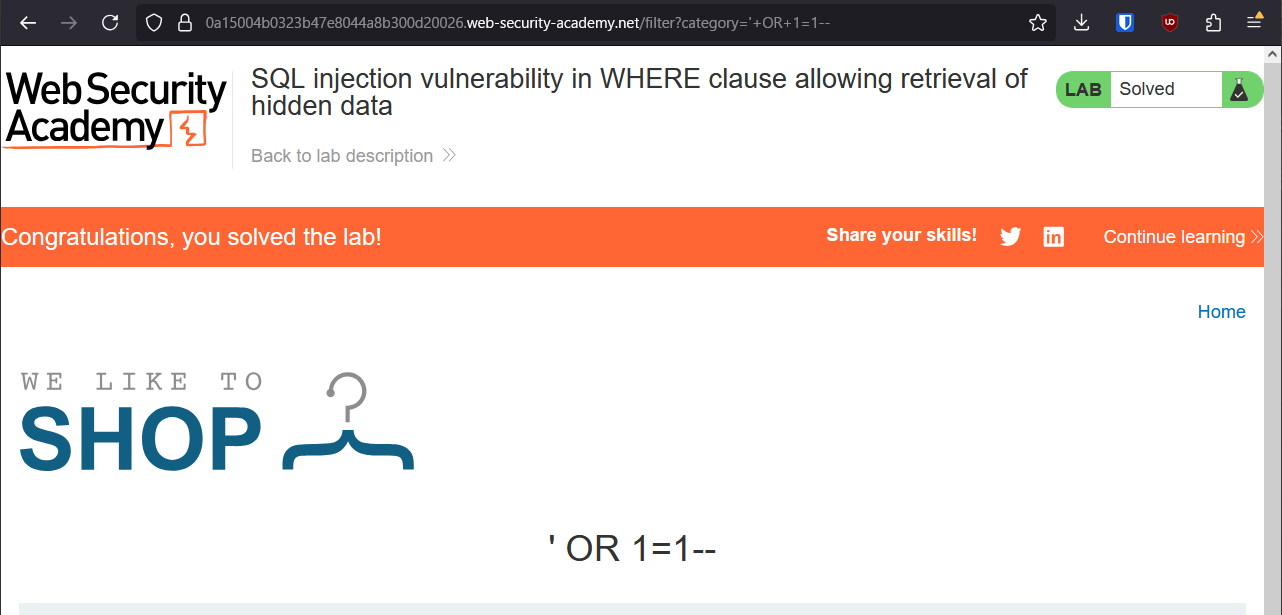 0a15004b0323b47e8044a8b300d20026.web-security-academy.net/filter?category='+OR+1=1--
Web Security
Academy
SQL injection vulnerability in WHERE clause allowing retrieval of
hidden data
Back to lab description
LAB Solved
Congratulations, you solved the lab!
Share your skills!
Continue learning
Home
WE LIKE TO
SHOP
' OR 1=1--